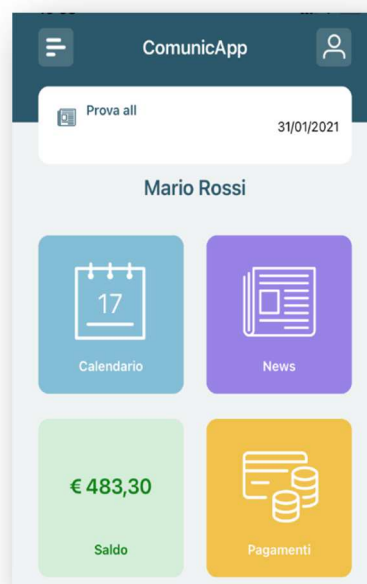 ComunicApp
Prova all
31/01/2021
Mario Rossi
17
Calendario
News
€ 483,30
Saldo
Pagamenti